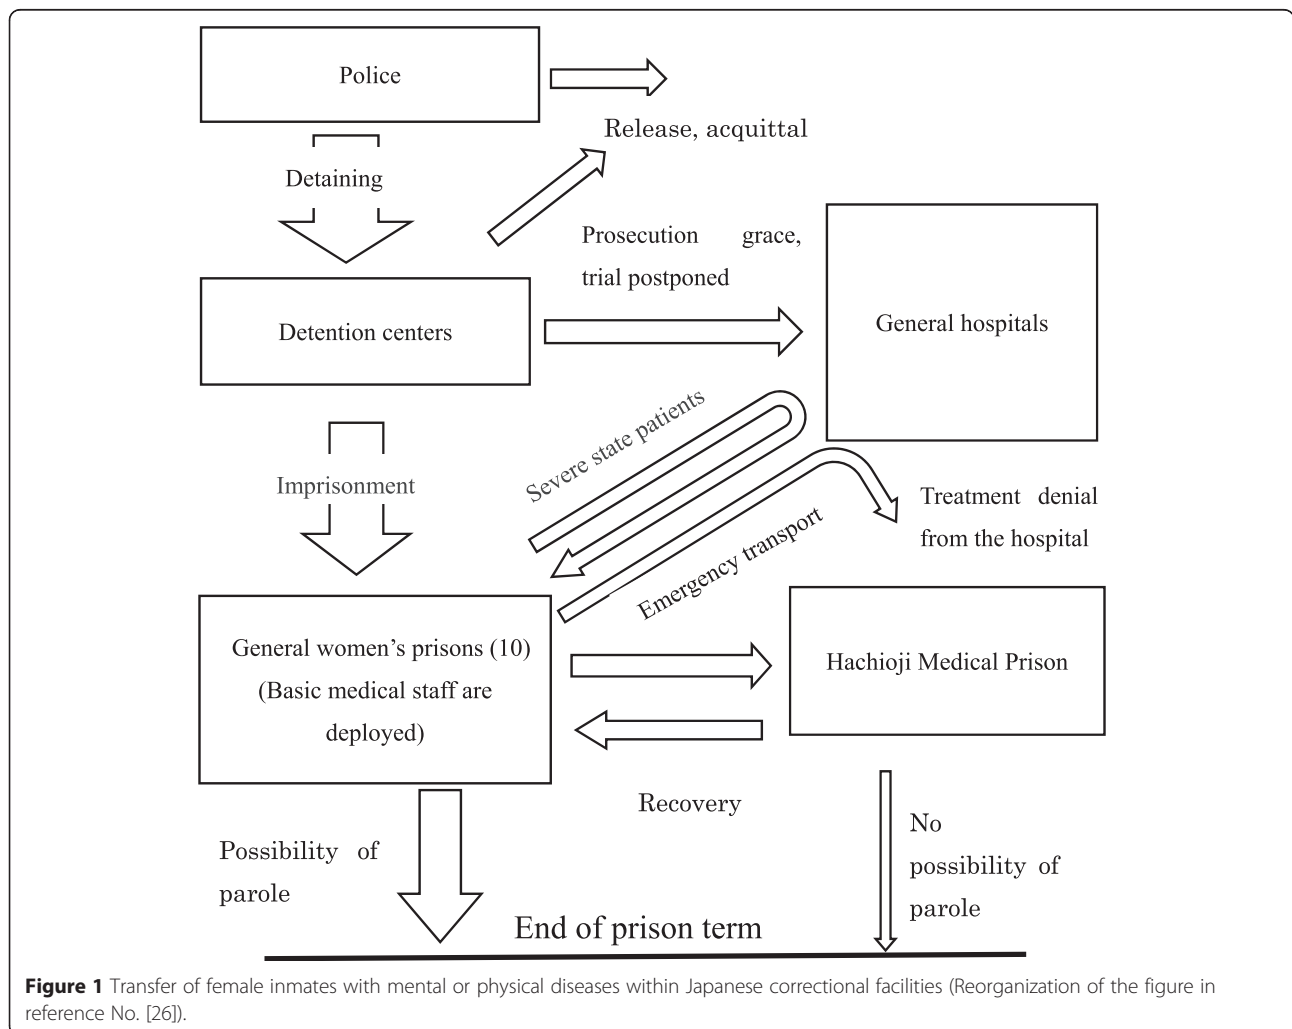 Police
Release, acquittal
Detaining
Prosecution grace,
trial postponed
Detention centers
General hospitals
Severe state patients
Imprisonment
Treatment denial
from the hospital
Emergency transport
General women’s prisons (10)
(Basic medical staff are
deployed)
Hachioji Medical Prison
Recovery
Possibility of
parole
No
possibility of
parole
End of prison term
Figure 1 Transfer of female inmates with mental or physical diseases within Japanese correctional facilities (Reorganization of the figure in
reference No. [26]).